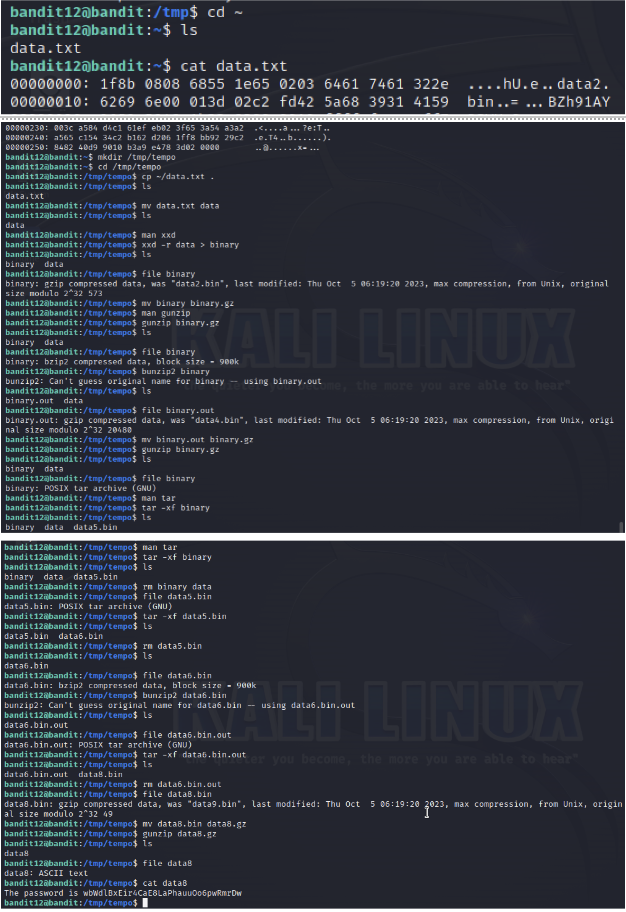 bandit12@bandit:/tmp$ cd ~
bandit12@bandit:~$ ls
data.txt
bandit12@bandit:~$ cat data.txt
00000000: 1f8b 0808 6855 1e65 0203 6461 7461 322e  ....hU.e..data2.
00000010: 6269 6e00 013d 02c2 fd42 5a68 3931 4159  bin..=...BZh91AY
00000230: 003c a584 d4c1 61ef eb02 3f65 3a54 a3a2  .<....a...?e:T..
00000240: a565 c154 34c2 b162 d206 1ff8 bb92 29c2  .e.T4..b......).
00000250: 8482 40d9 9010 b3a9 e478 3d02 0000  ..@......x=...
bandit12@bandit:~$ mkdir /tmp/tempo
bandit12@bandit:~$ cd /tmp/tempo
bandit12@bandit:/tmp/tempo$ cp ~/data.txt .
bandit12@bandit:/tmp/tempo$ ls
data.txt
bandit12@bandit:/tmp/tempo$ mv data.txt data
bandit12@bandit:/tmp/tempo$ ls
data
bandit12@bandit:/tmp/tempo$ man xxd
bandit12@bandit:/tmp/tempo$ xxd -r data > binary
bandit12@bandit:/tmp/tempo$ ls
binary  data
bandit12@bandit:/tmp/tempo$ file binary
binary: gzip compressed data, was "data2.bin", last modified: Thu Oct  5 06:19:20 2023, max compression, from Unix, original
size modulo 2^32 573
bandit12@bandit:/tmp/tempo$ mv binary binary.gz
bandit12@bandit:/tmp/tempo$ man gunzip
bandit12@bandit:/tmp/tempo$ gunzip binary.gz
bandit12@bandit:/tmp/tempo$ ls
binary  data
bandit12@bandit:/tmp/tempo$ file binary
binary: bzip2 compressed data, block size = 900k
bandit12@bandit:/tmp/tempo$ bunzip2 binary
bunzip2: Can't guess original name for binary -- using binary.out
bandit12@bandit:/tmp/tempo$ ls
binary.out  data
bandit12@bandit:/tmp/tempo$ file binary.out
binary.out: gzip compressed data, was "data4.bin", last modified: Thu Oct  5 06:19:20 2023, max compression, from Unix, origi
nal size modulo 2^32 20480
bandit12@bandit:/tmp/tempo$ mv binary.out binary.gz
bandit12@bandit:/tmp/tempo$ gunzip binary.gz
bandit12@bandit:/tmp/tempo$ ls
binary  data
bandit12@bandit:/tmp/tempo$ file binary
binary: POSIX tar archive (GNU)
bandit12@bandit:/tmp/tempo$ man tar
bandit12@bandit:/tmp/tempo$ tar -xf binary
bandit12@bandit:/tmp/tempo$ ls
binary  data  data5.bin
KALI LINUX
bandit12@bandit:/tmp/tempo$ man tar
bandit12@bandit:/tmp/tempo$ tar -xf binary
bandit12@bandit:/tmp/tempo$ ls
binary  data  data5.bin
bandit12@bandit:/tmp/tempo$ rm binary data
bandit12@bandit:/tmp/tempo$ file data5.bin
data5.bin: POSIX tar archive (GNU)
bandit12@bandit:/tmp/tempo$ tar -xf data5.bin
bandit12@bandit:/tmp/tempo$ ls
data5.bin  data6.bin
bandit12@bandit:/tmp/tempo$ rm data5.bin
bandit12@bandit:/tmp/tempo$ ls
data6.bin
bandit12@bandit:/tmp/tempo$ file data6.bin
data6.bin: bzip2 compressed data, block size = 900k
bandit12@bandit:/tmp/tempo$ bunzip2 data6.bin
bunzip2: Can't guess original name for data6.bin -- using data6.bin.out
bandit12@bandit:/tmp/tempo$ ls
data6.bin.out
bandit12@bandit:/tmp/tempo$ file data6.bin.out
data6.bin.out: POSIX tar archive (GNU)
bandit12@bandit:/tmp/tempo$ tar -xf data6.bin.out
bandit12@bandit:/tmp/tempo$ ls
data6.bin.out  data8.bin
bandit12@bandit:/tmp/tempo$ rm data6.bin.out
bandit12@bandit:/tmp/tempo$ file data8.bin
data8.bin: gzip compressed data, was "data9.bin", last modified: Thu Oct  5 06:19:20 2023, max compression, from Unix, origin
al size modulo 2^32 49
bandit12@bandit:/tmp/tempo$ mv data8.bin data8.gz
bandit12@bandit:/tmp/tempo$ gunzip data8.gz
bandit12@bandit:/tmp/tempo$ ls
data8
bandit12@bandit:/tmp/tempo$ file data8
data8: ASCII text
bandit12@bandit:/tmp/tempo$ cat data8
The password is wbWdlBxEir4CaE8LaPhauuOo6pwRmrDw
bandit12@bandit:/tmp/tempo$
KALI LINUX